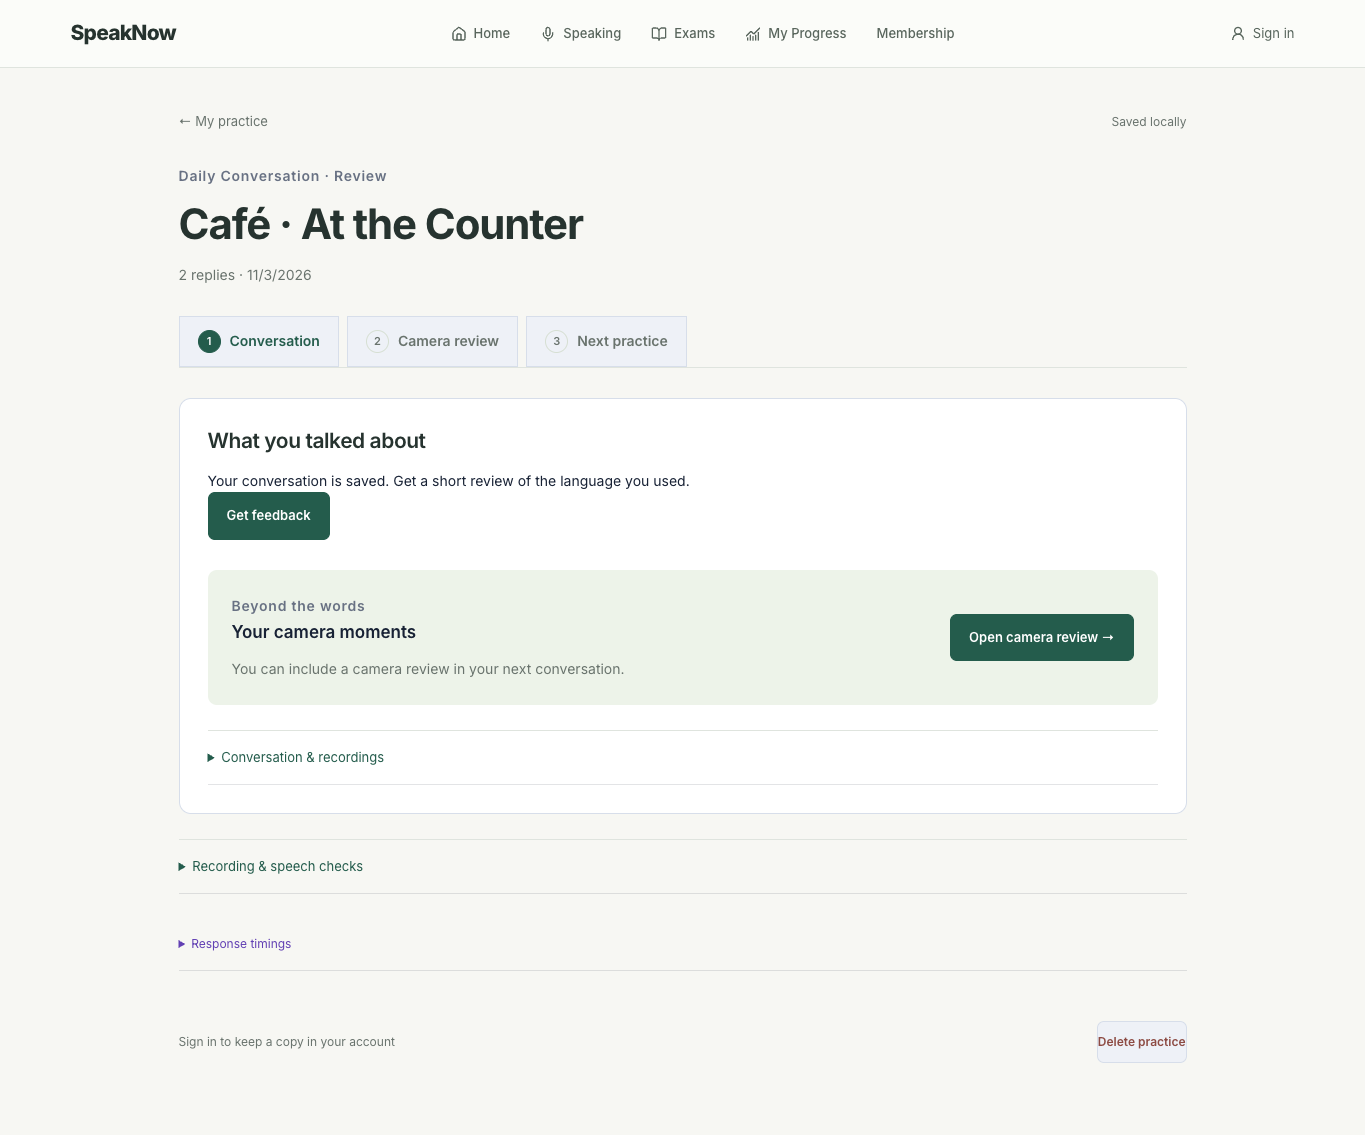 SpeakNow
Home
Speaking
Exams
My Progress
Membership
Sign in
← My practice
Saved locally
Daily Conversation · Review
Café · At the Counter
2 replies · 11/3/2026
1 Conversation
2 Camera review
3 Next practice
What you talked about
Your conversation is saved. Get a short review of the language you used.
Get feedback
Beyond the words
Your camera moments
You can include a camera review in your next conversation.
Open camera review →
Conversation & recordings
Recording & speech checks
Response timings
Sign in to keep a copy in your account
Delete practice